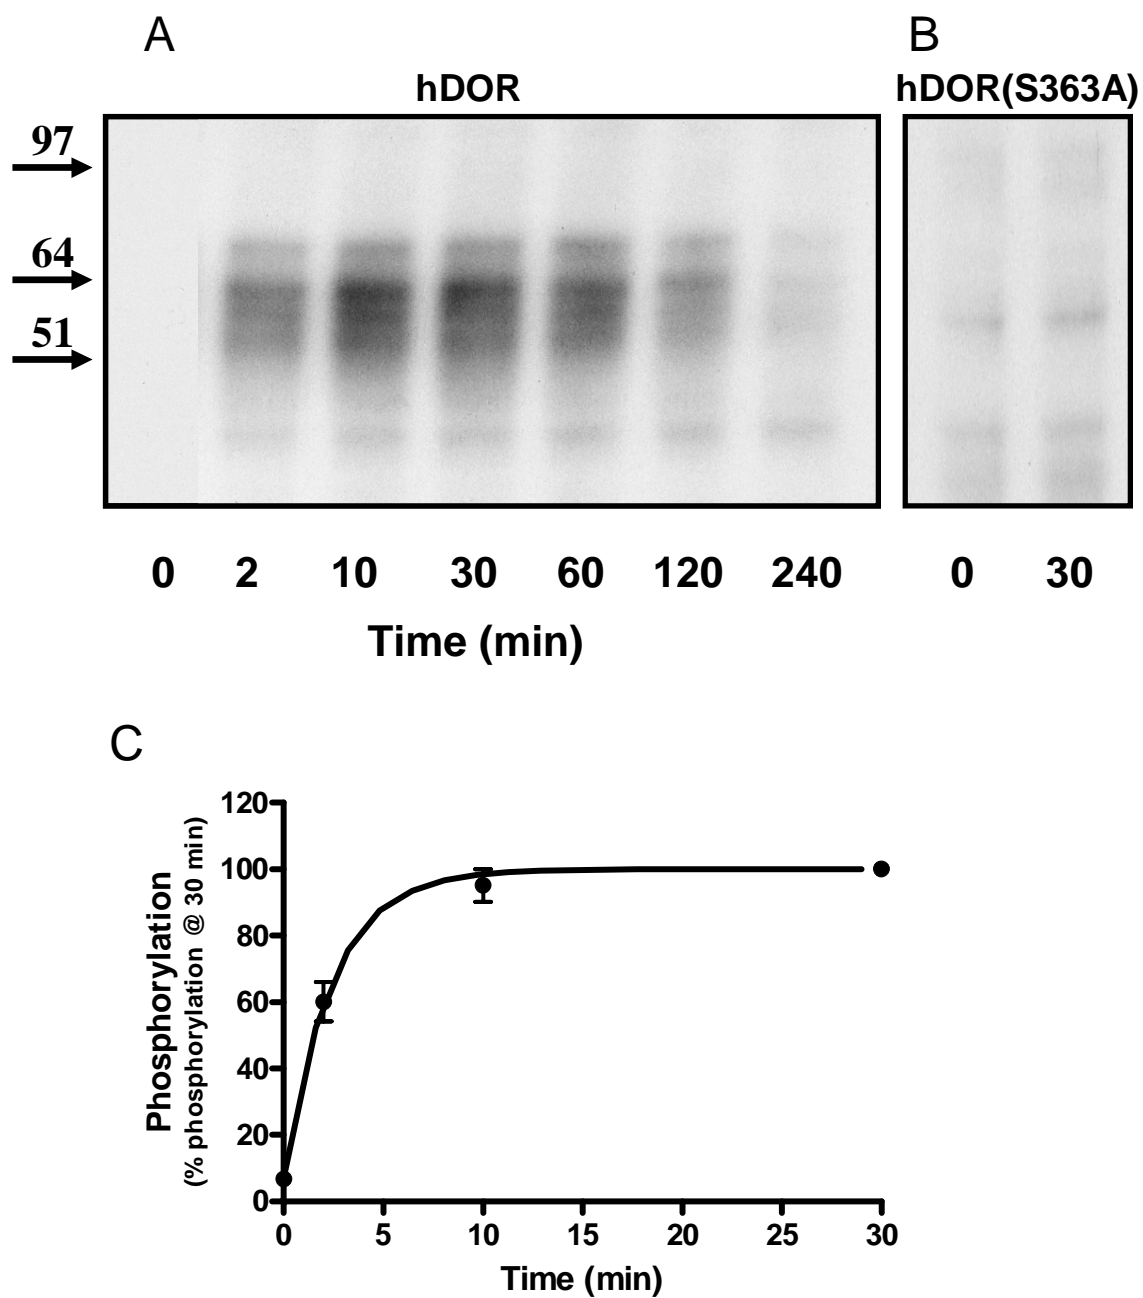 A
B
hDOR
hDOR(S363A)
97
64
51
0 2 10 30 60 120 240
0 30
Time (min)
C
Phosphorylation
(% phosphorylation @ 30 min)
120
100
80
60
40
20
0
0 5 10 15 20 25 30
Time (min)